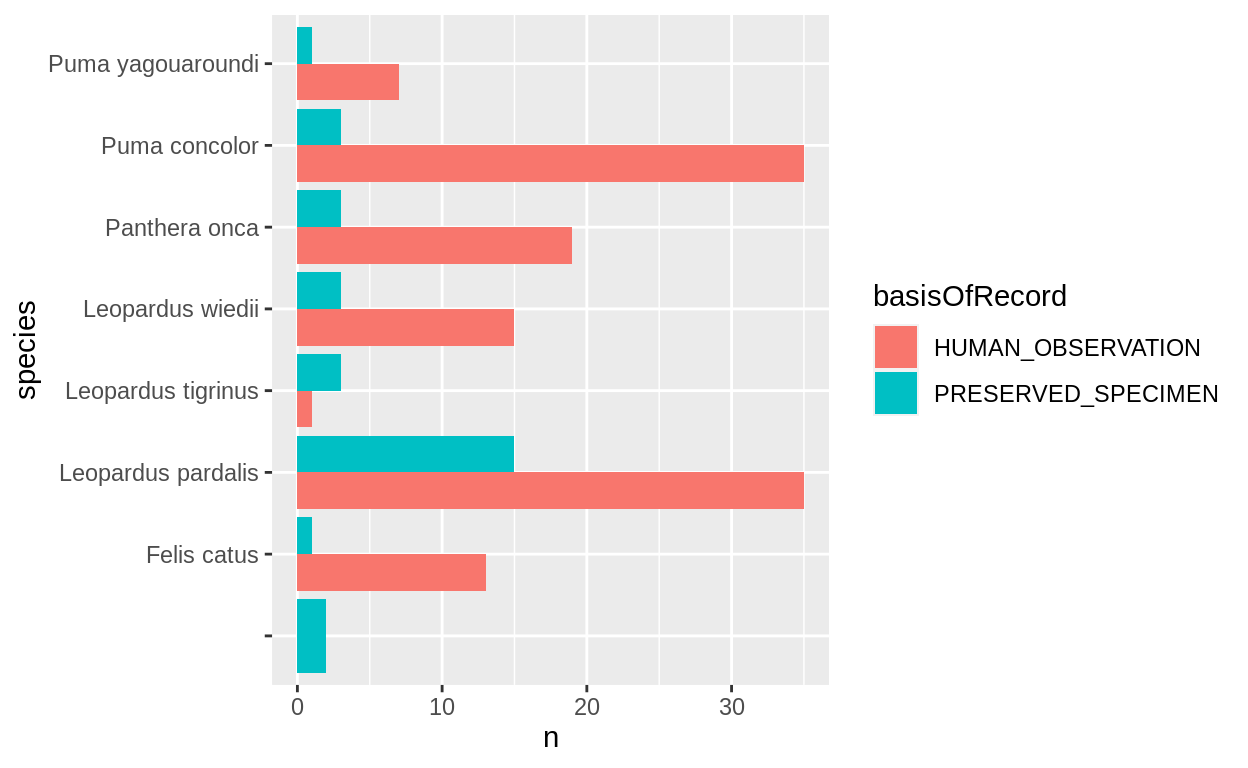 Puma yagouaroundi
Puma concolor
Panthera onca
Leopardus wiedii
Leopardus tigrinus
Leopardus pardalis
Felis catus
species
0 10 20 30
n
basisOfRecord
HUMAN_OBSERVATION
PRESERVED_SPECIMEN